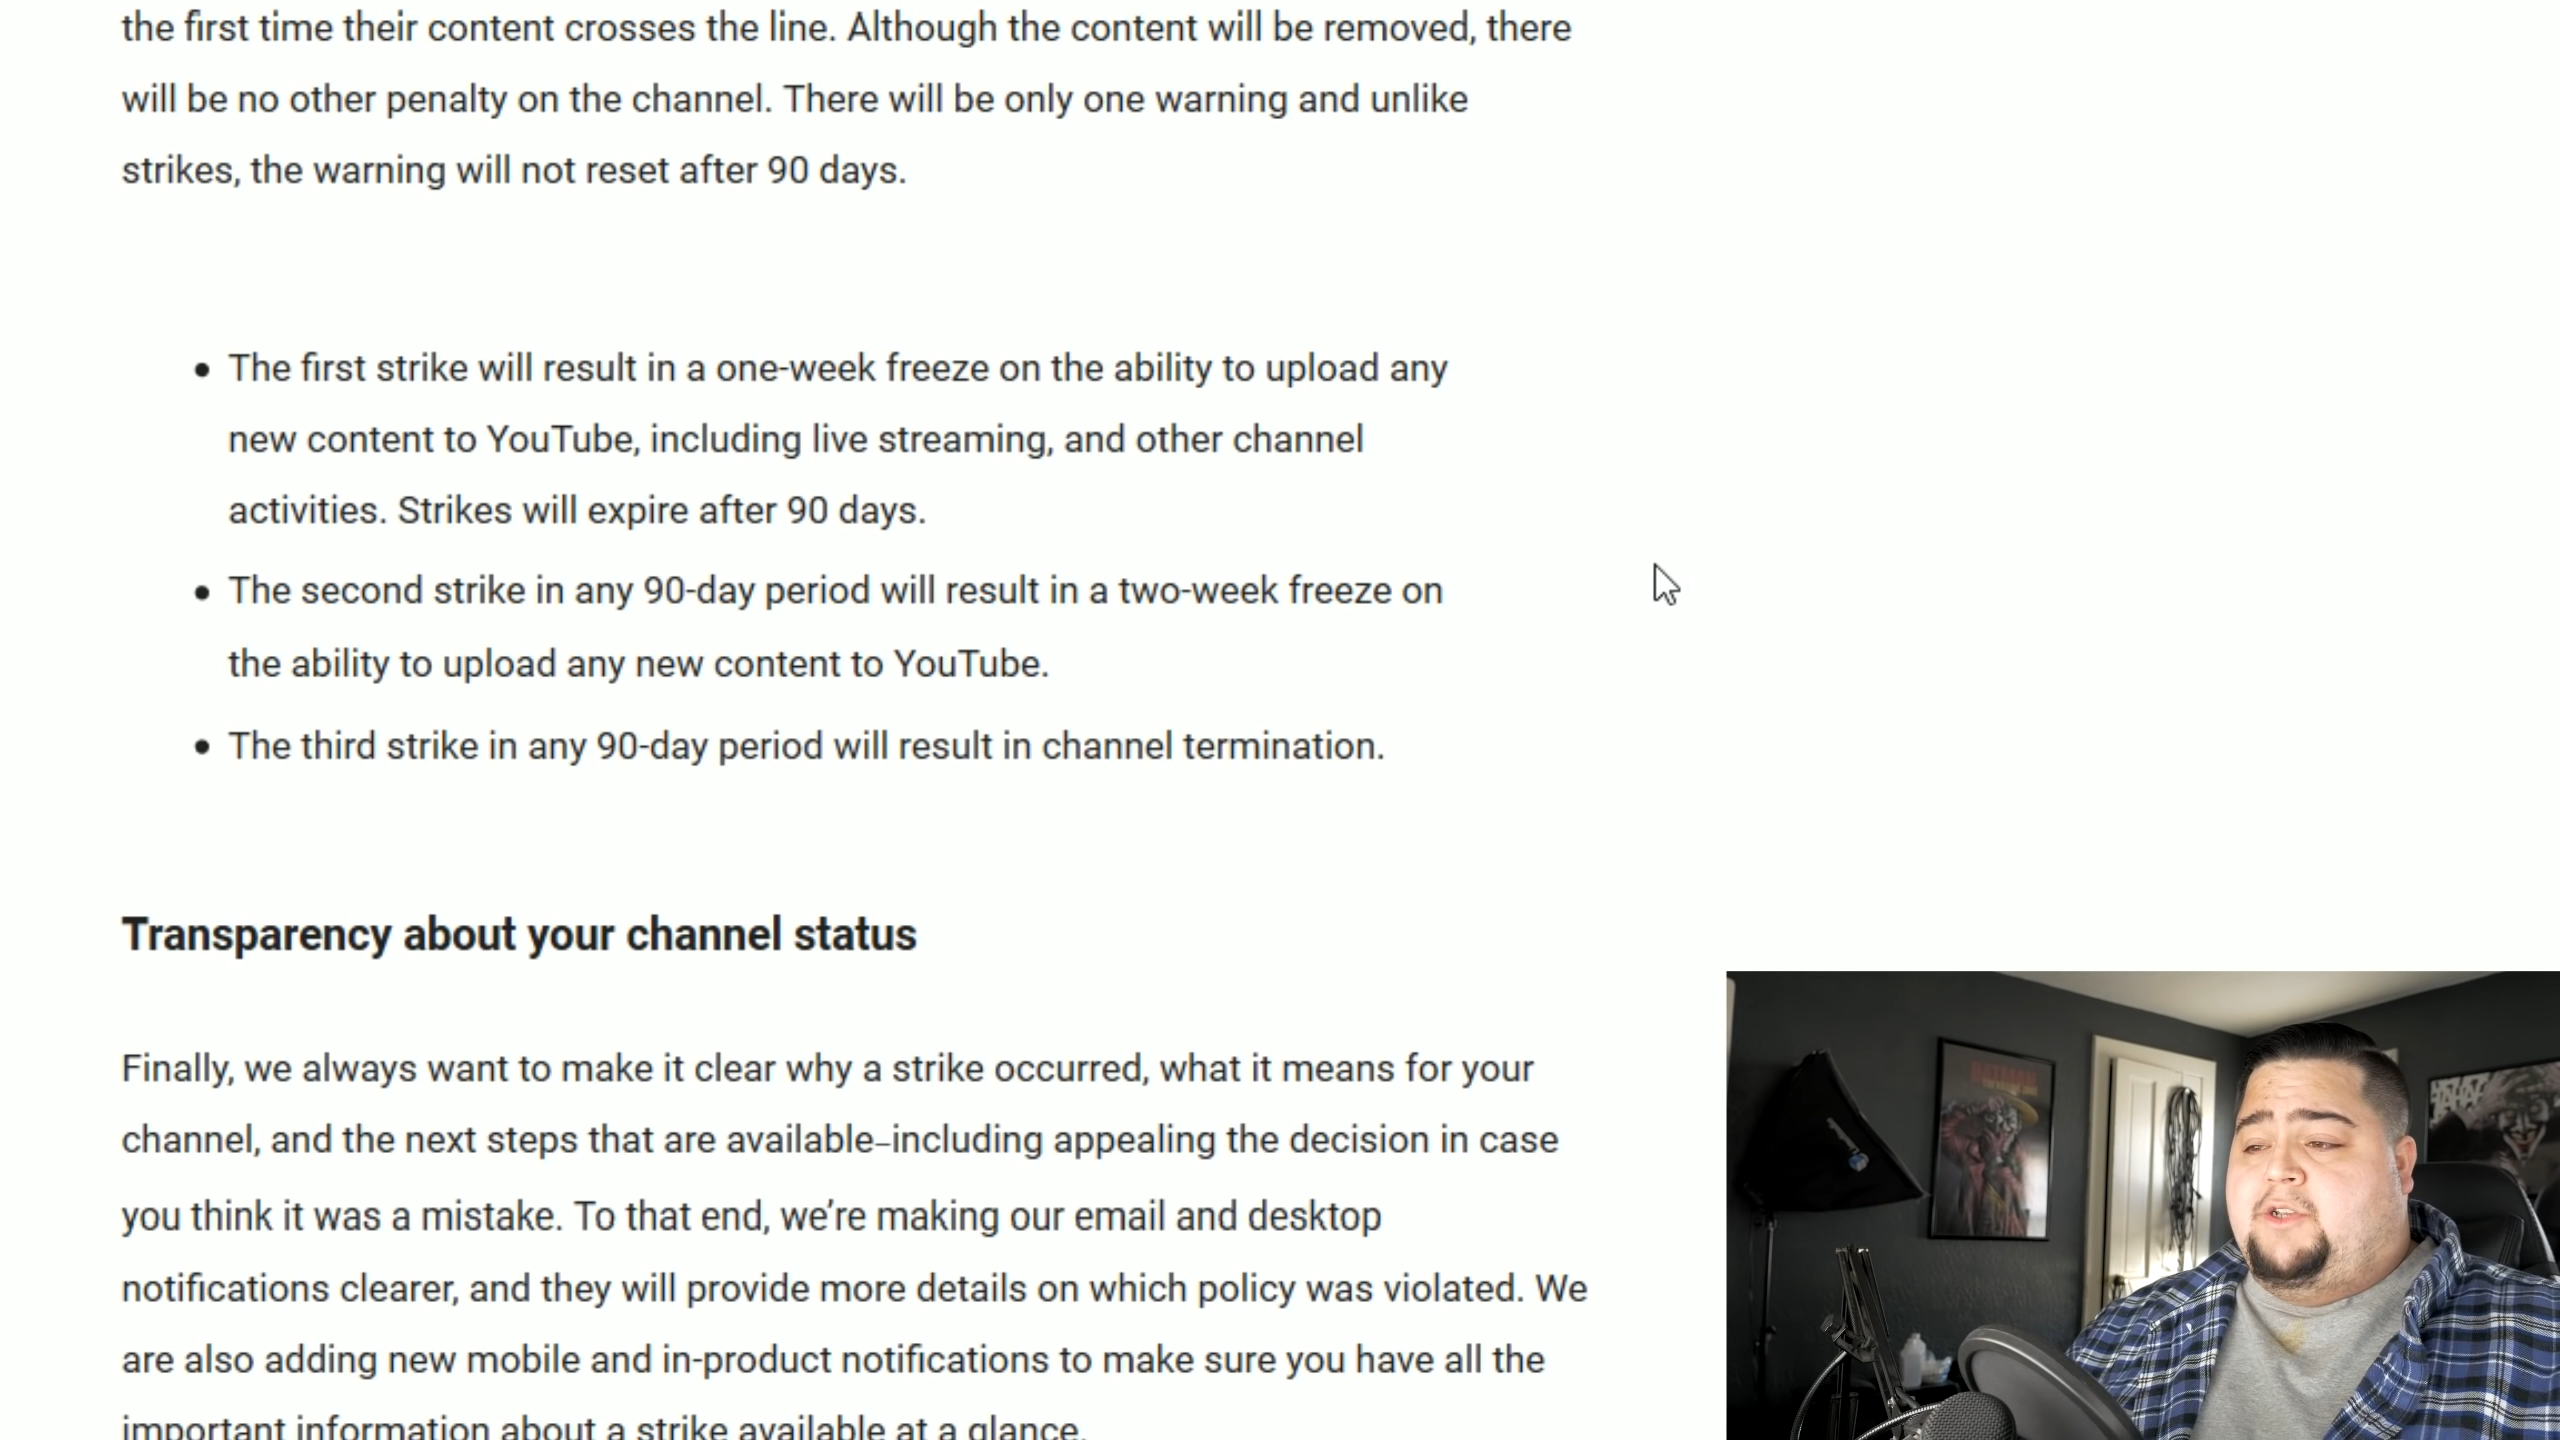 the first time their content crosses the line. Although the content will be removed, there
will be no other penalty on the channel. There will be only one warning and unlike
strikes, the warning will not reset after 90 days.
The first strike will result in a one-week freeze on the ability to upload any
new content to YouTube, including live streaming, and other channel
activities. Strikes will expire after 90 days.
The second strike in any 90-day period will result in a two-week freeze on
the ability to upload any new content to YouTube.
The third strike in any 90-day period will result in channel termination.
Transparency about your channel status
Finally, we always want to make it clear why a strike occurred, what it means for your
channel, and the next steps that are available–including appealing the decision in case
you think it was a mistake. To that end, we’re making our email and desktop
notifications clearer, and they will provide more details on which policy was violated. We
are also adding new mobile and in-product notifications to make sure you have all the
important information about a strike available at a glance.